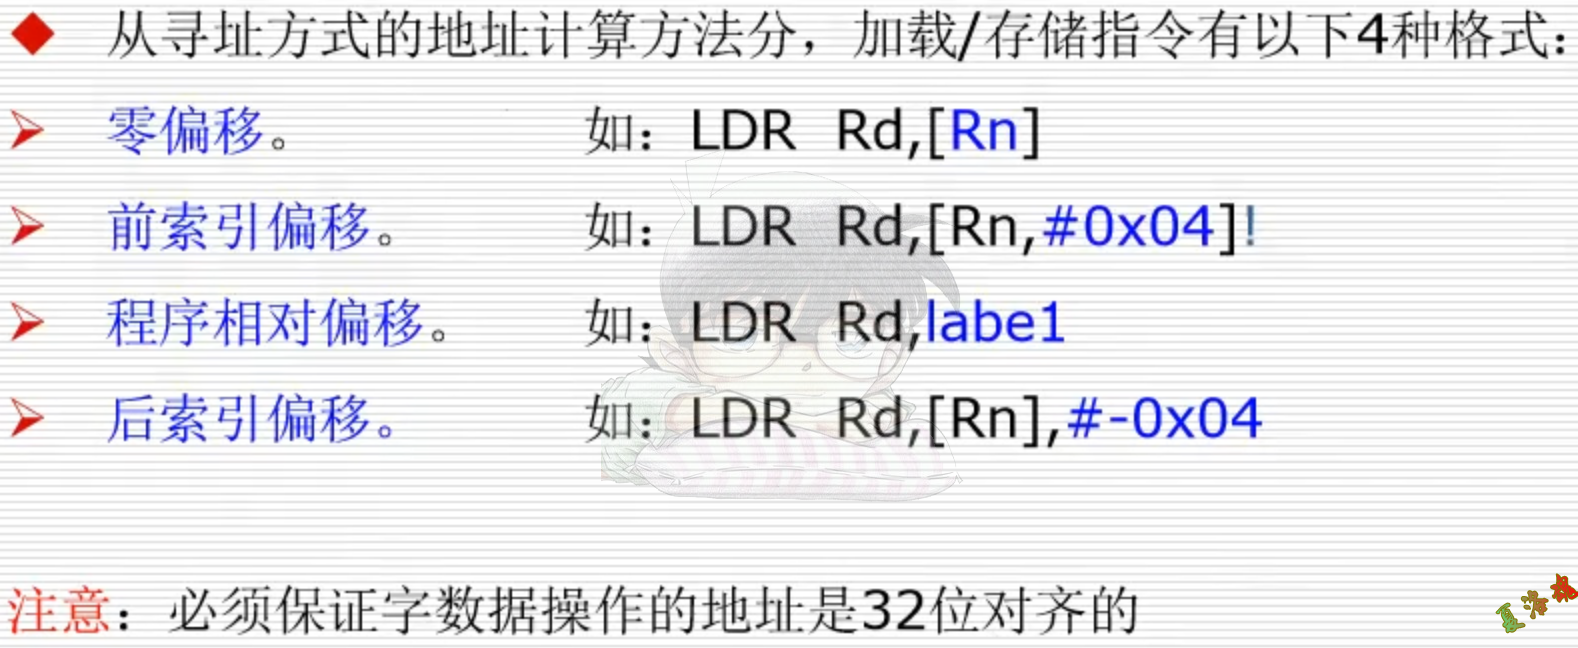 从寻址方式的地址计算方法分，加载/存储指令有以下4种格式：
零偏移。 如：LDR Rd,[Rn]
前索引偏移。 如：LDR Rd,[Rn,#0x04]!
程序相对偏移。 如：LDR Rd,labe1
后索引偏移。 如：LDR Rd,[Rn],#-0x04
注意：必须保证字数据操作的地址是32位对齐的